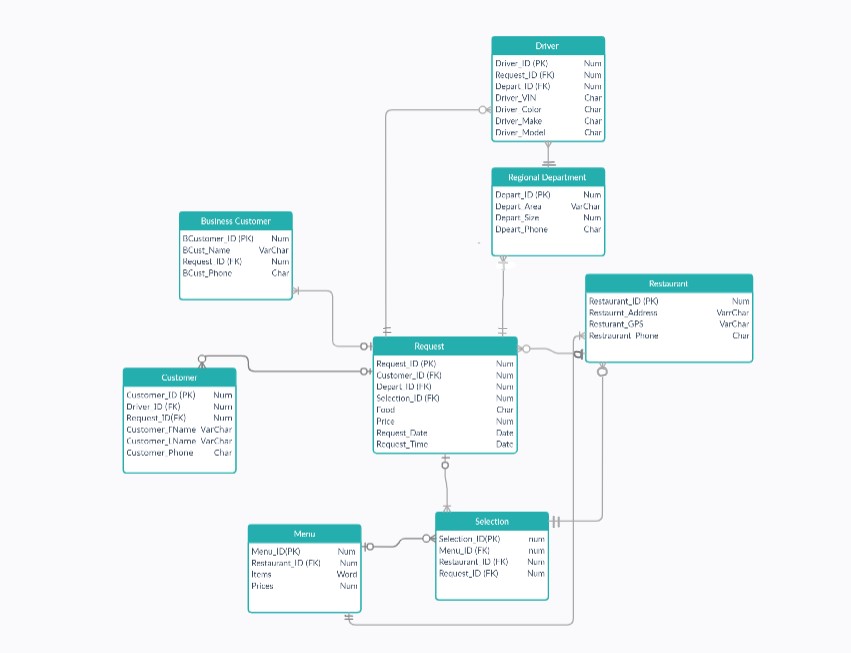 Driver
Driver_ID (PK) Num
Request_ID (FK) Num
Depart_ID (FK) Num
Driver_VIN Char
Driver_Color Char
Driver_Make Char
Driver_Model Char
Regional Department
Depart_ID (PK) Num
Depart_Area VarChar
Depart_Size Num
Dpeart_Phone Char
Business Customer
BCustomer_ID (PK) Num
BCust_Name VarChar
Request_ID (FK) Num
BCust_Phone Char
Restaurant
Restaurant_ID (PK) Num
Restaurnt_Address VarrChar
Resturant_GPS VarChar
Restraurant_Phone Char
Request
Request_ID (PK) Num
Customer_ID (FK) Num
Depart_ID (FK) Num
Selection_ID (FK) Num
Food Char
Price Num
Request_Date Date
Request_Time Date
Customer
Customer_ID (PK) Num
Driver_ID (FK) Num
Request_ID(FK) Num
Customer_FName VarChar
Customer_LName VarChar
Customer_Phone Char
Selection
Selection_ID(PK) num
Menu_ID (FK) num
Restaurant_ID (FK) Num
Request_ID (FK) Num
Menu
Menu_ID(PK) Num
Restaurant_ID (FK) Num
Items Word
Prices Num